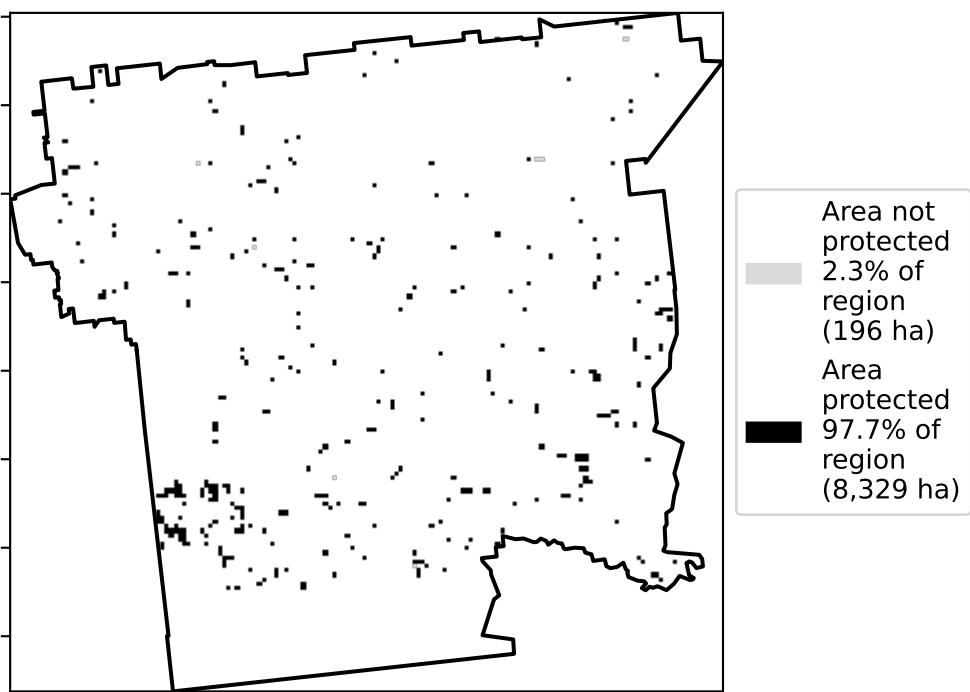 Area not
protected
2.3% of
region
(196 ha)
Area
protected
97.7% of
region
(8,329 ha)